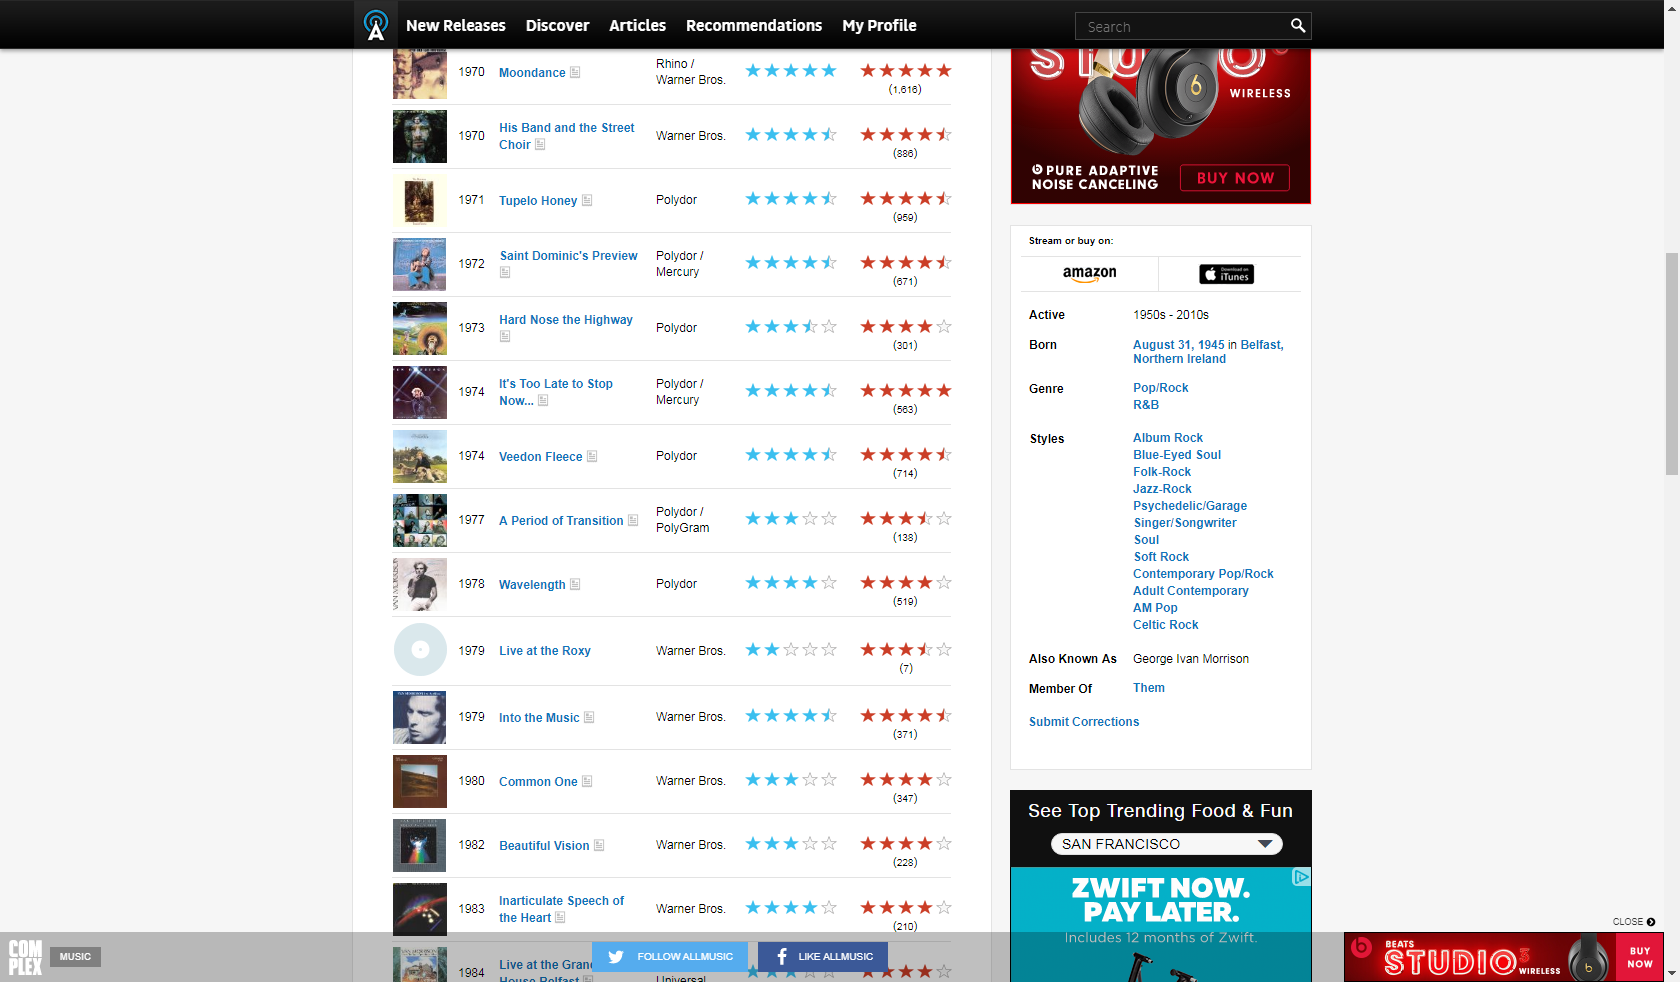 New Releases Discover Articles Recommendations My Profile Search
1970 Moondance Rhino /
Warner Bros. (1,616)
1970 His Band and the Street
Choir Warner Bros. (886)
1971 Tupelo Honey Polydor (959)
1972 Saint Dominic's Preview Polydor /
Mercury (671)
1973 Hard Nose the Highway Polydor (301)
1974 It's Too Late to Stop
Now... Polydor /
Mercury (563)
1974 Veedon Fleece Polydor (714)
1977 A Period of Transition Polydor /
PolyGram (138)
1978 Wavelength Polydor (519)
1979 Live at the Roxy Warner Bros. (7)
1979 Into the Music Warner Bros. (371)
1980 Common One Warner Bros. (347)
1982 Beautiful Vision Warner Bros. (228)
1983 Inarticulate Speech of
the Heart Warner Bros. (210)
1984 Live at the Grand
House Belfast Universal
STUDIO3
WIRELESS
PURE ADAPTIVE
NOISE CANCELING
BUY NOW
Stream or buy on:
amazon
Download on
iTunes
Active 1950s - 2010s
Born August 31, 1945 in Belfast,
Northern Ireland
Genre Pop/Rock
R&B
Styles Album Rock
Blue-Eyed Soul
Folk-Rock
Jazz-Rock
Psychedelic/Garage
Singer/Songwriter
Soul
Soft Rock
Contemporary Pop/Rock
Adult Contemporary
AM Pop
Celtic Rock
Also Known As George Ivan Morrison
Member Of Them
Submit Corrections
See Top Trending Food & Fun
SAN FRANCISCO
ZWIFT NOW.
PAY LATER.
Includes 12 months of Zwift.
CLOSE
COM
PLEX
MUSIC
FOLLOW ALLMUSIC
LIKE ALLMUSIC
BEATS
STUDIO3
WIRELESS
BUY
NOW